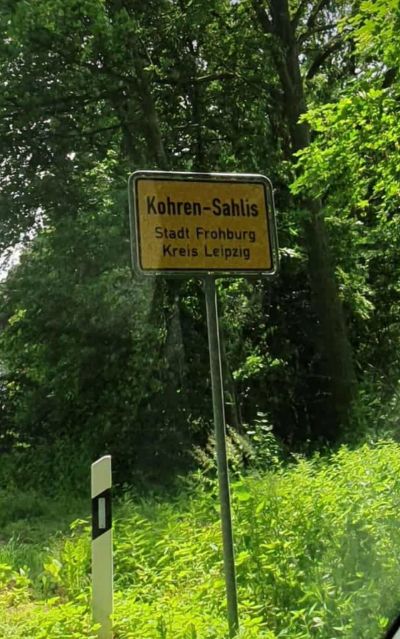 Kohren-Sahlis
Stadt Frohburg
Kreis Leipzig